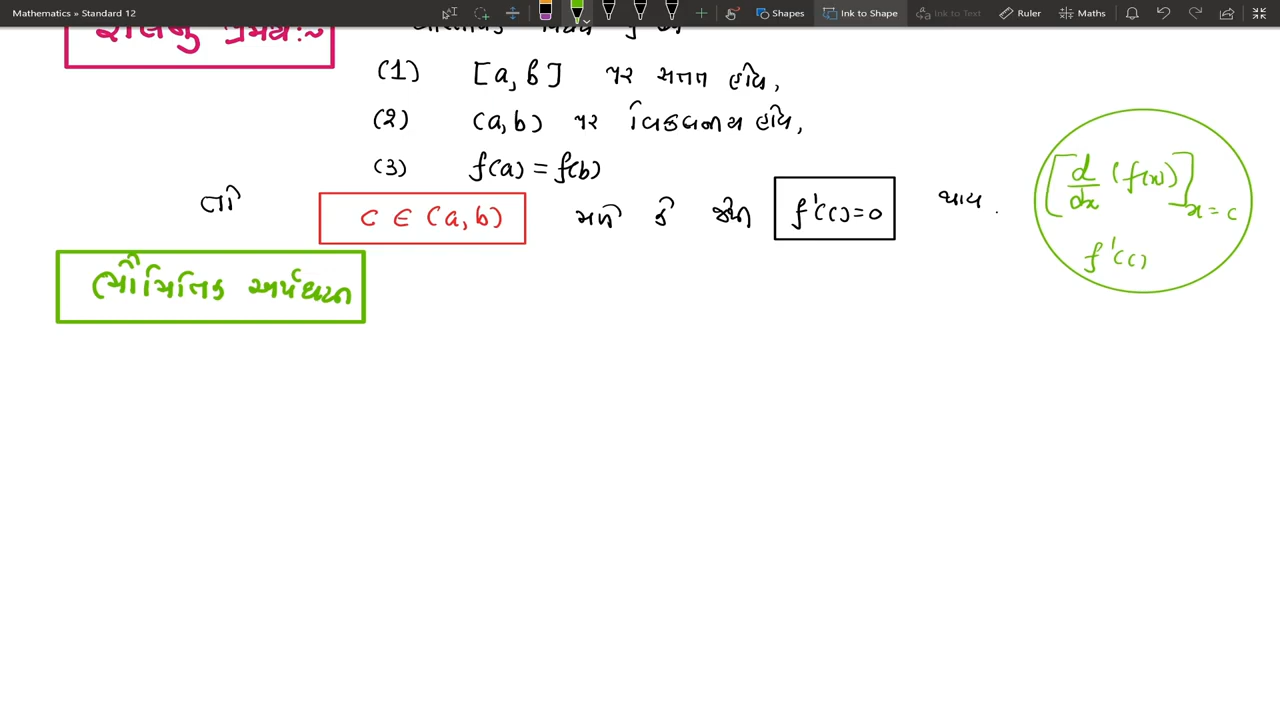 Mathematics » Standard 12
Shapes Ink to Shape Ink to Text Ruler Maths
રોલનું પ્રમેય :~
(1) [a, b] પર સતત હોય,
(2) (a, b) પર વિકલનીય હોય,
(3) f(a) = f(b)
તો c ∈ (a, b) મળે કે જેથી f'(c)=0 થાય.
[d/dx (f(x))]x=c
f'(c)
ભૌમિતિક અર્થઘટન